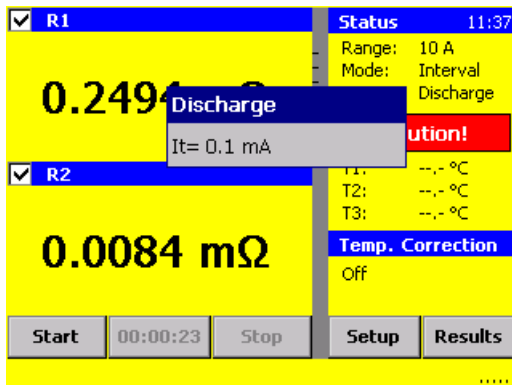 R1
0.2494
Discharge
It= 0.1 mA
R2
0.0084 mΩ
Status 11:37
Range: 10 A
Mode: Interval
Discharge
ution!
T1: --,- °C
T2: --,- °C
T3: --,- °C
Temp. Correction
Off
Start 00:00:23 Stop Setup Results